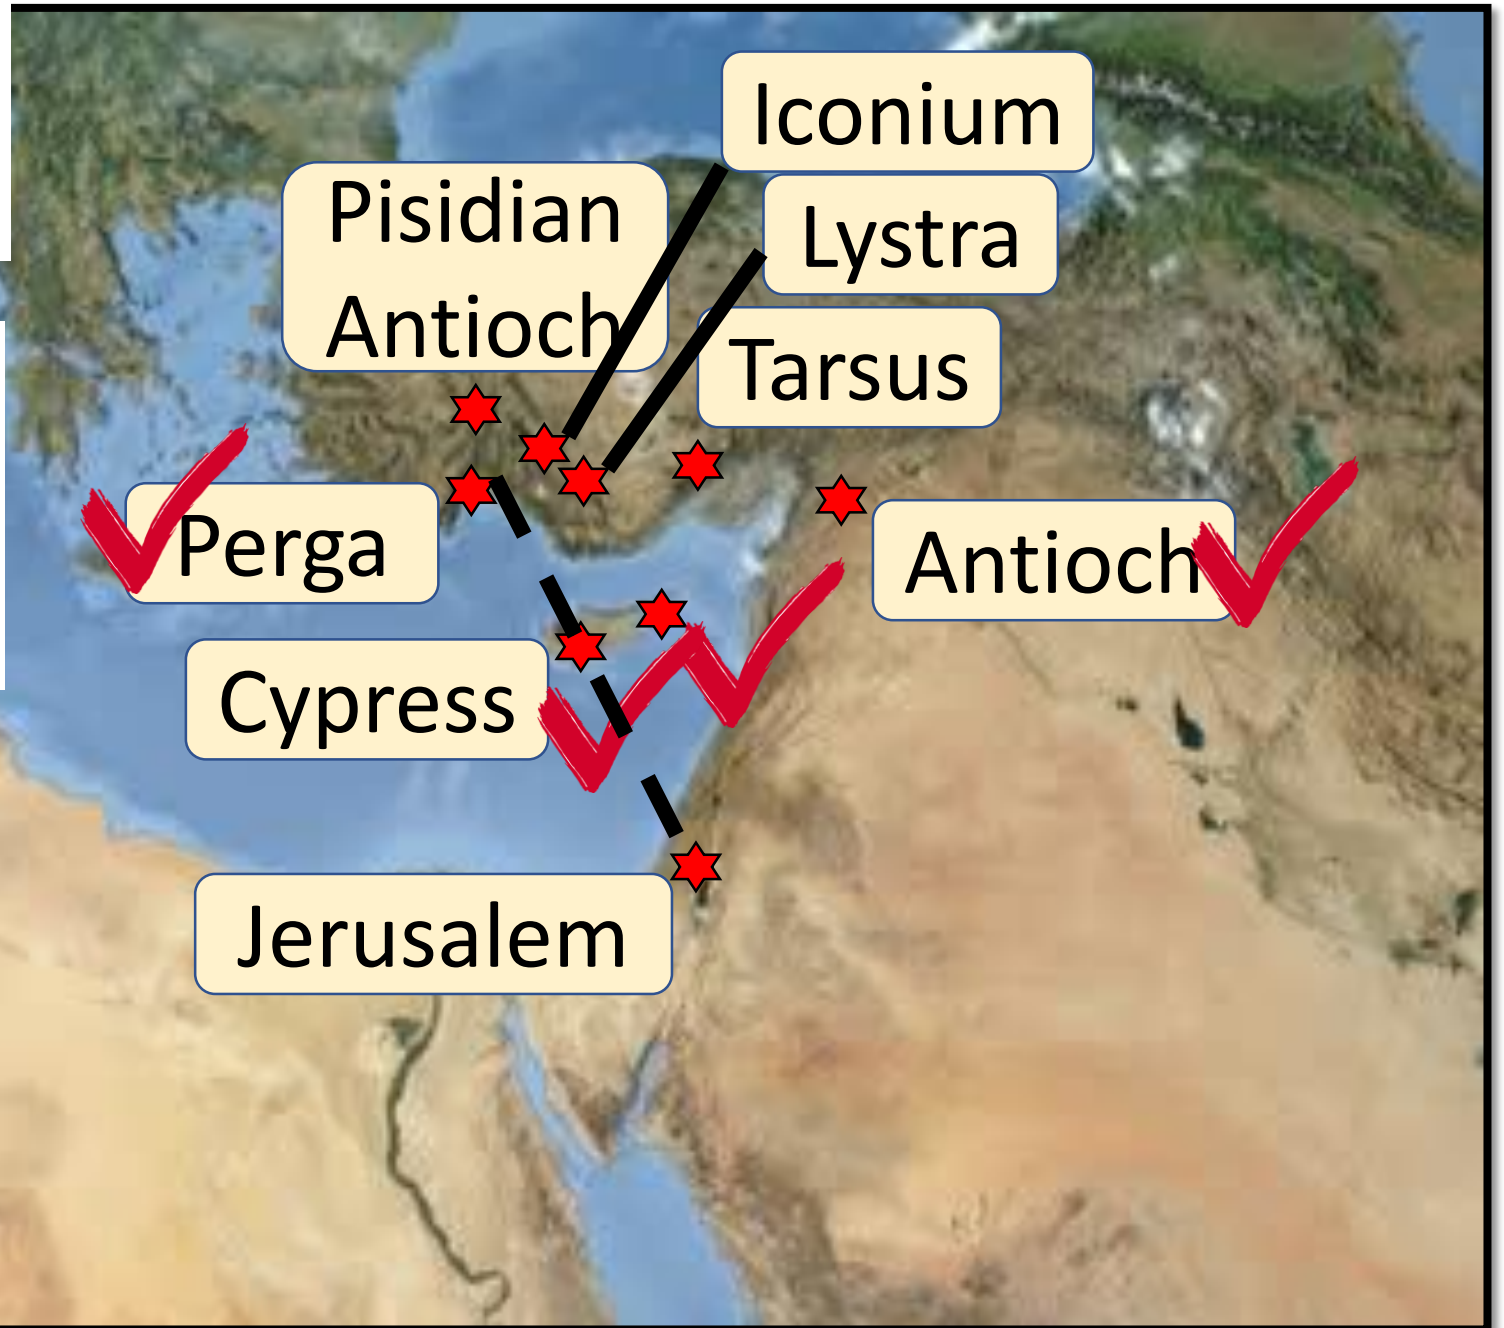 Iconium
Pisidian
Antioch
Lystra
Tarsus
Perga
Antioch
Cypress
Jerusalem